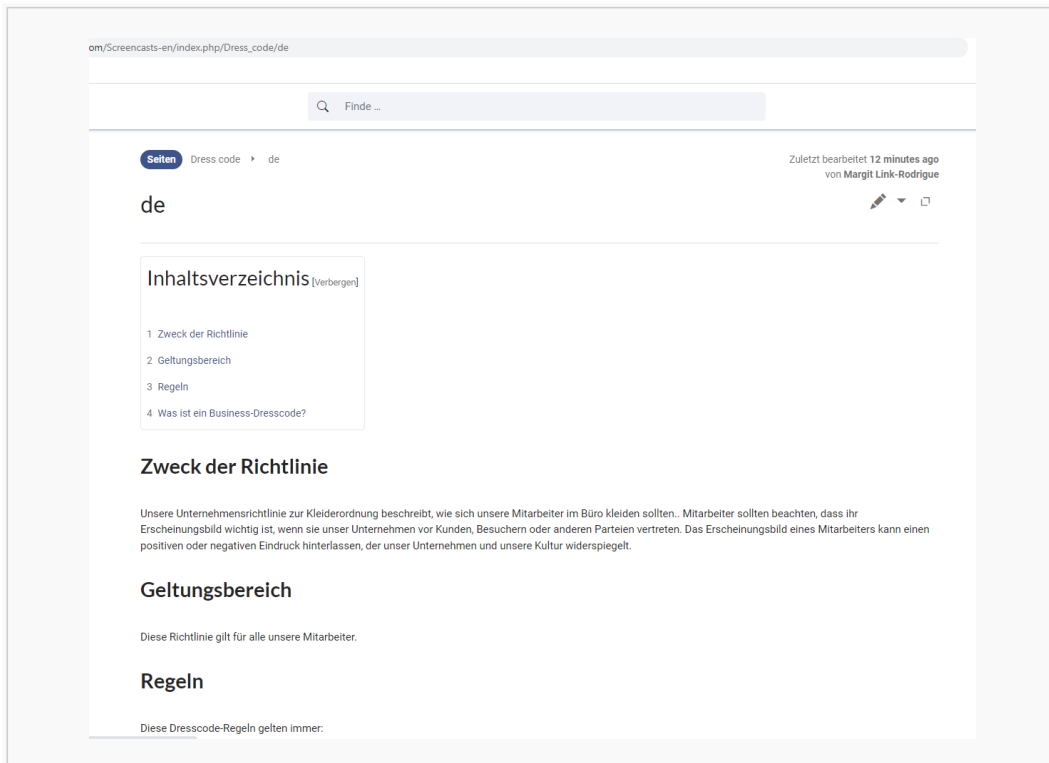 om/Screencasts-en/index.php/Dress_code/de
Finde ...
Seiten Dress code de
Zuletzt bearbeitet 12 minutes ago
von Margit Link-Rodrigue
de
Inhaltsverzeichnis [Verbergen]
1 Zweck der Richtlinie
2 Geltungsbereich
3 Regeln
4 Was ist ein Business-Dresscode?
Zweck der Richtlinie
Unsere Unternehmensrichtlinie zur Kleiderordnung beschreibt, wie sich unsere Mitarbeiter im Büro kleiden sollten.. Mitarbeiter sollten beachten, dass ihr
Erscheinungsbild wichtig ist, wenn sie unser Unternehmen vor Kunden, Besuchern oder anderen Parteien vertreten. Das Erscheinungsbild eines Mitarbeiters kann einen
positiven oder negativen Eindruck hinterlassen, der unser Unternehmen und unsere Kultur widerspiegelt.
Geltungsbereich
Diese Richtlinie gilt für alle unsere Mitarbeiter.
Regeln
Diese Dresscode-Regeln gelten immer: